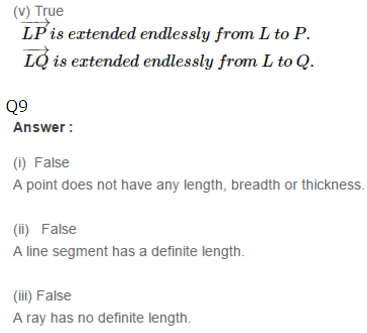 (v) True
LP is extended endlessly from L to P.
LQ is extended endlessly from L to Q.
Q9
Answer :
(i) False
A point does not have any length, breadth or thickness.
(ii) False
A line segment has a definite length.
(iii) False
A ray has no definite length.